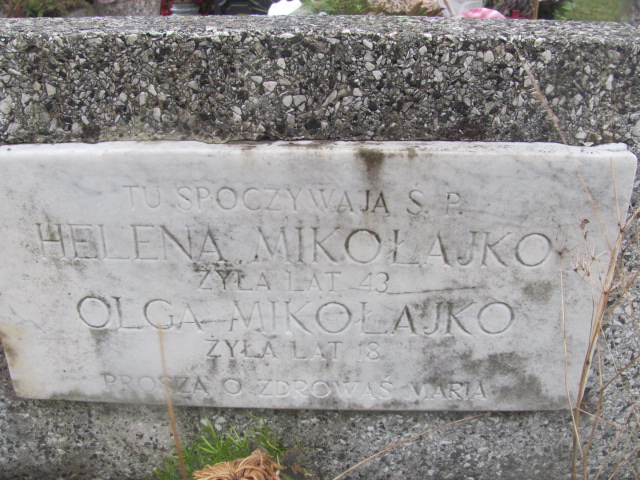 TU SPOCZYWAJĄ Ś. P.
HELENA MIKOŁAJKO
ŻYŁA LAT 43
OLGA MIKOŁAJKO
ŻYŁA LAT 18
PROSZĄ O ZDROWAŚ MARIA